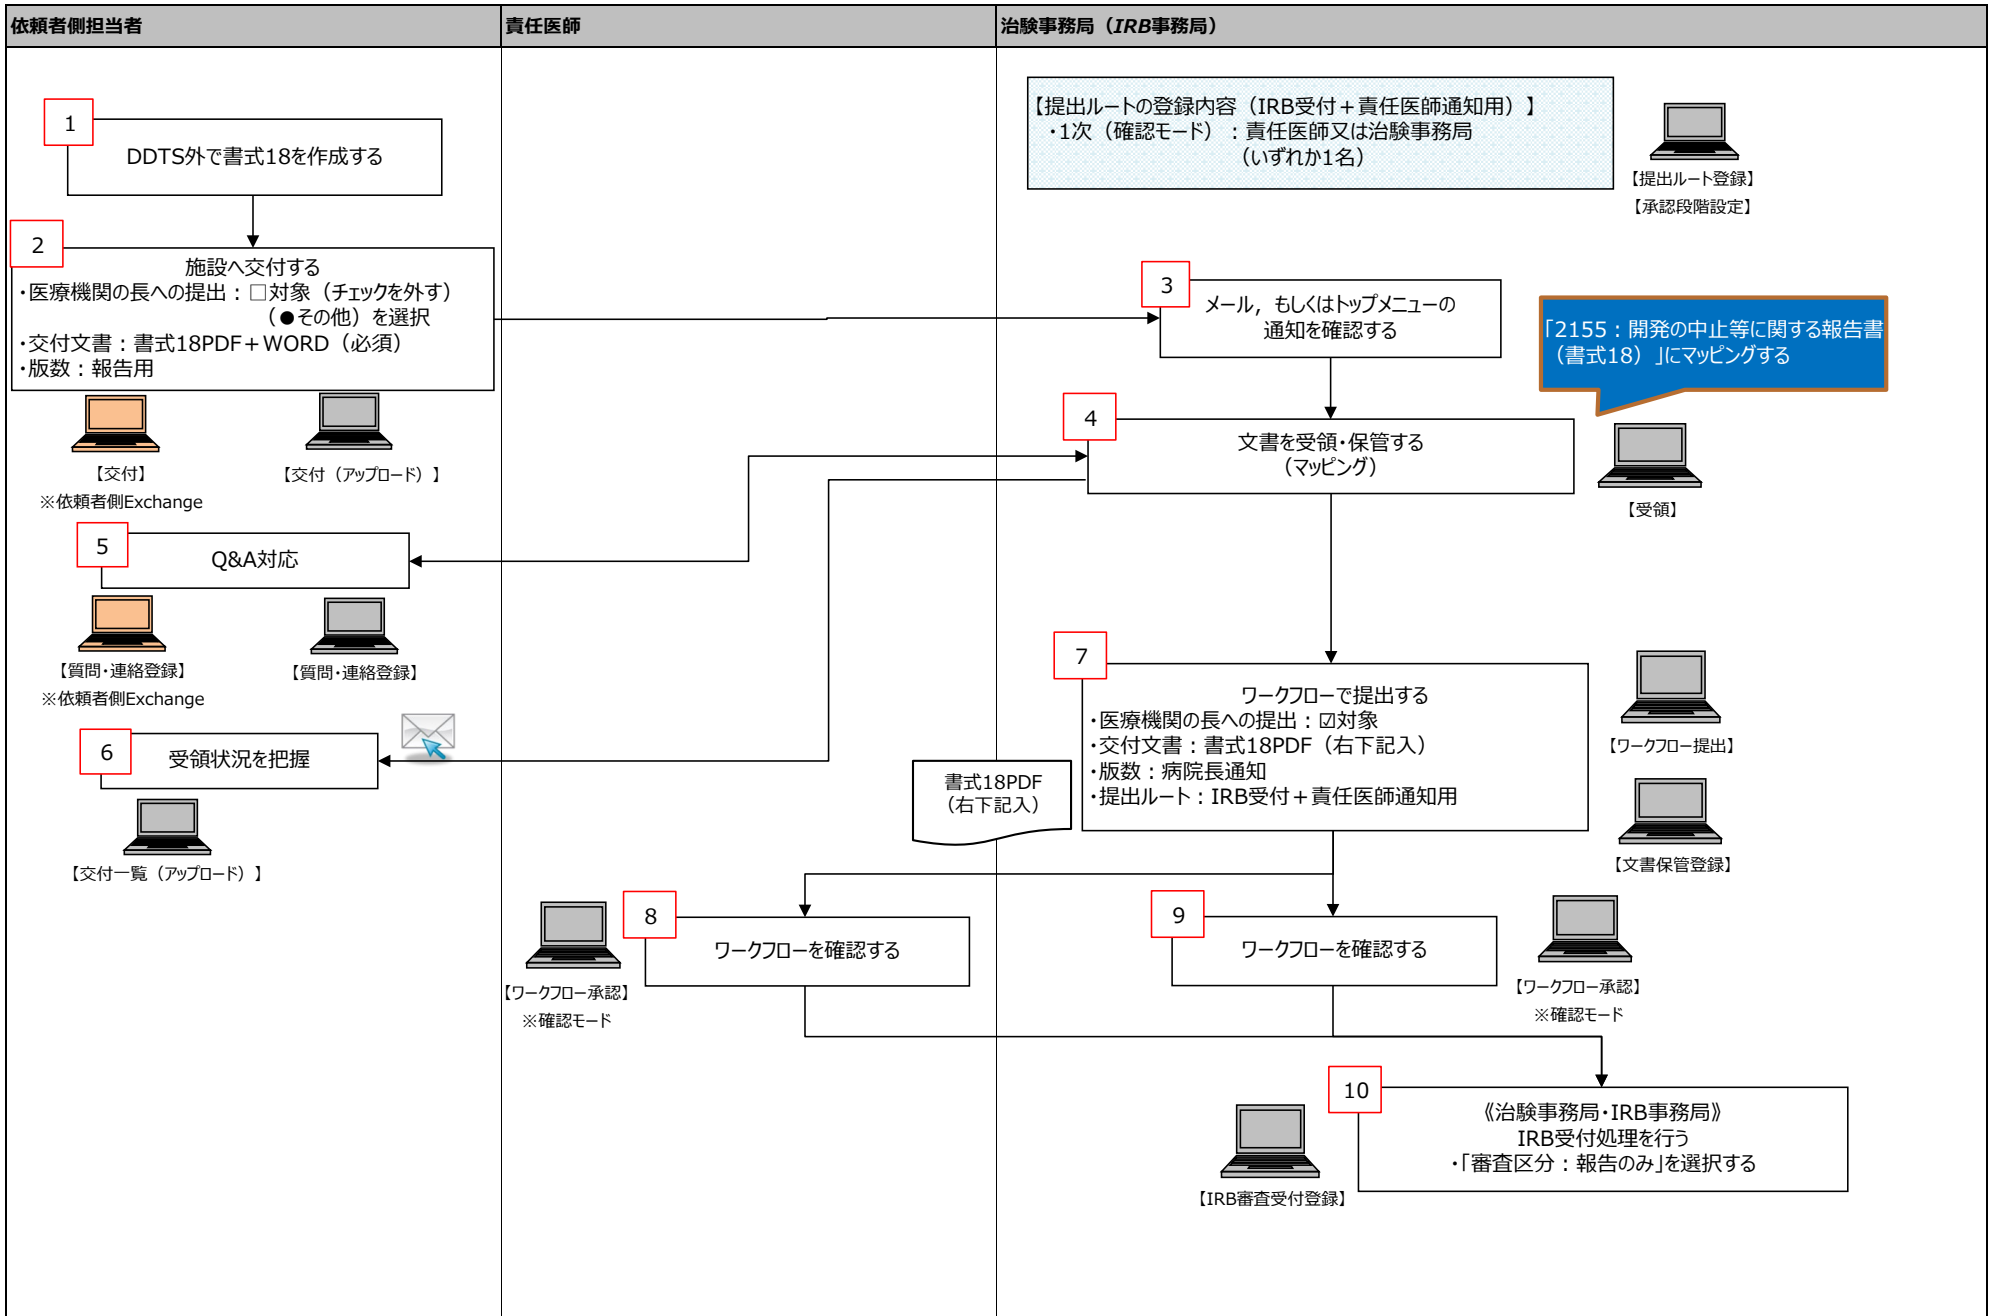 依頼者側担当者
責任医師
治験事務局（IRB事務局）
【提出ルートの登録内容（IRB受付＋責任医師通知用）】
・1次（確認モード）：責任医師又は治験事務局
（いずれか1名）
【提出ルート登録】
【承認段階設定】
1
DDTS外で書式18を作成する
2
施設へ交付する
・医療機関の長への提出：□対象（チェックを外す）
（●その他）を選択
・交付文書：書式18PDF＋WORD（必須）
・版数：報告用
【交付】
※依頼者側Exchange
【交付（アップロード）】
3
メール，もしくはトップメニューの
通知を確認する
「2155：開発の中止等に関する報告書
（書式18）」にマッピングする
4
文書を受領・保管する
（マッピング）
【受領】
5
Q&A対応
【質問・連絡登録】
※依頼者側Exchange
【質問・連絡登録】
6
受領状況を把握
【交付一覧（アップロード）】
7
ワークフローで提出する
・医療機関の長への提出：☑対象
・交付文書：書式18PDF（右下記入）
・版数：病院長通知
・提出ルート：IRB受付＋責任医師通知用
【ワークフロー提出】
【文書保管登録】
書式18PDF
（右下記入）
8
ワークフローを確認する
【ワークフロー承認】
※確認モード
9
ワークフローを確認する
【ワークフロー承認】
※確認モード
10
《治験事務局・IRB事務局》
IRB受付処理を行う
・「審査区分：報告のみ」を選択する
【IRB審査受付登録】